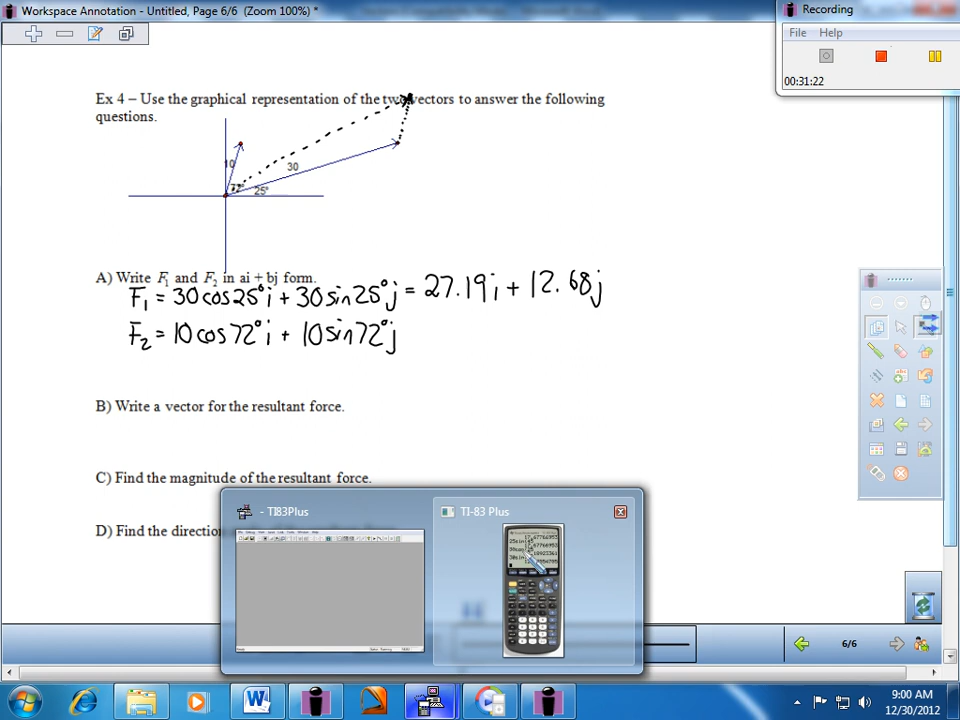 Workspace Annotation - Untitled, Page 6/6 (Zoom 100%) *
Recording
File Help
00:31:22
Ex 4 – Use the graphical representation of the two vectors to answer the following
questions.
10
30
72°
25°
A) Write F₁ and F₂ in ai + bj form.
F₁ = 30cos25°i + 30sin25°j = 27.19i + 12.68j
F₂ = 10cos72°i + 10sin72°j
B) Write a vector for the resultant force.
C) Find the magnitude of the resultant force.
D) Find the direction
- TI83Plus
TI-83 Plus
6/6
9:00 AM
12/30/2012